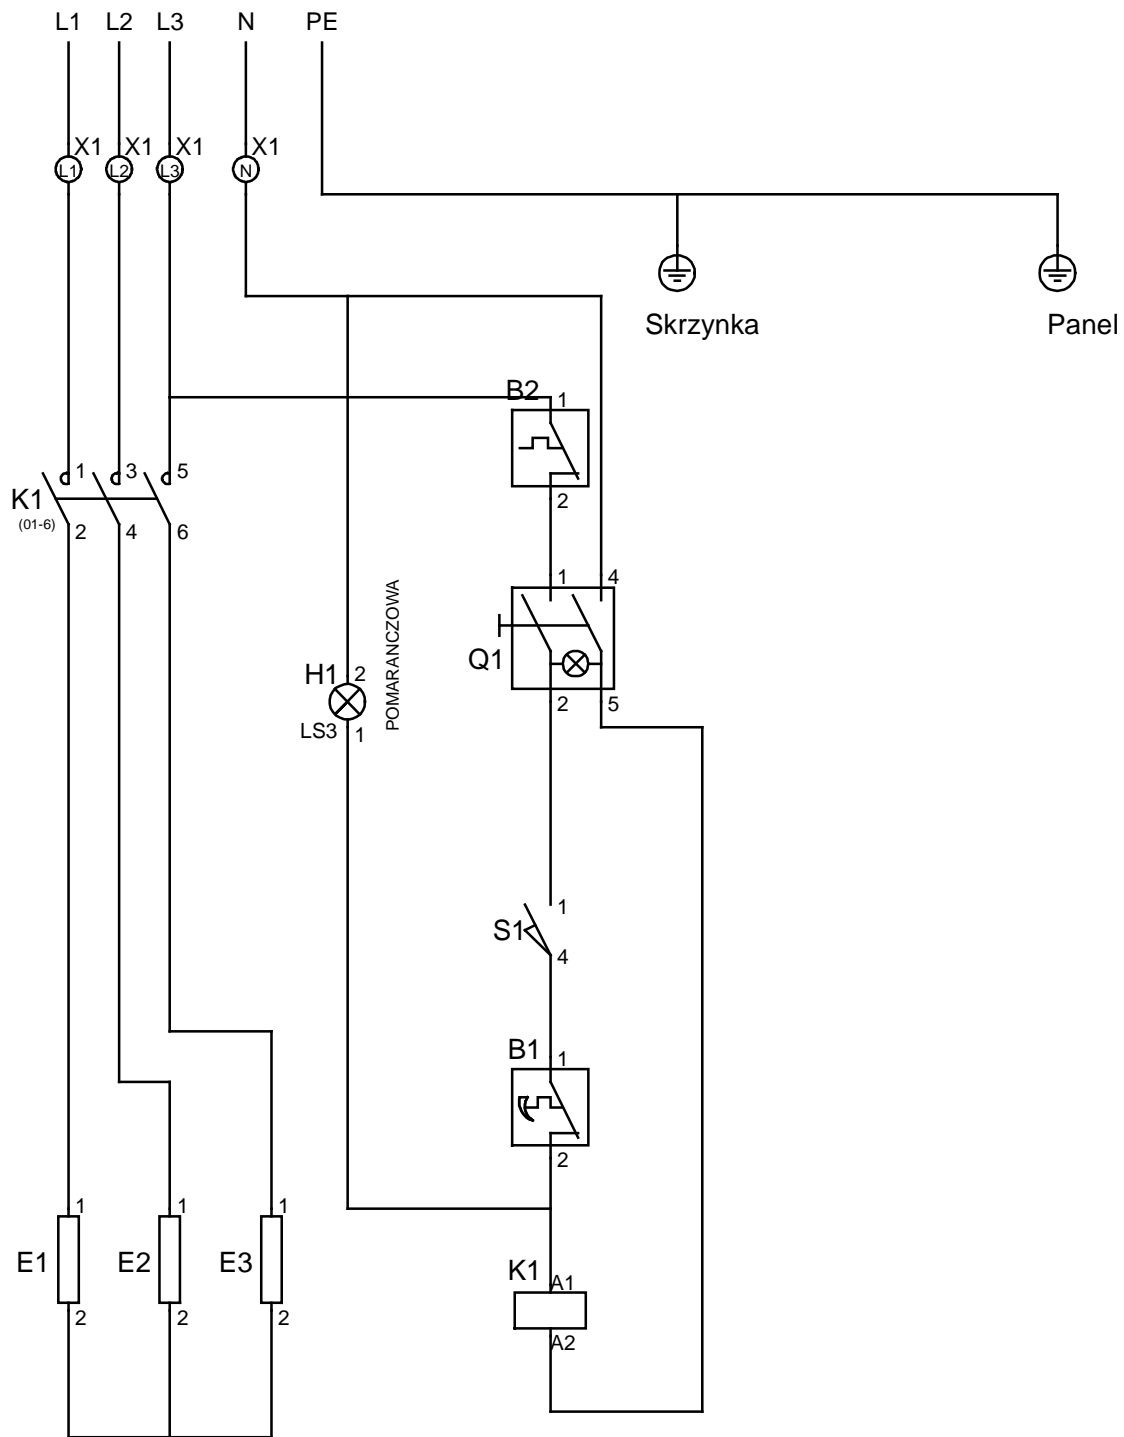 L1 L2 L3 N PE
X1 X1 X1 X1
L1 L2 L3 N
Skrzynka Panel
B2 1
2
K1 1 3 5
(01-6) 2 4 6
1 4
Q1
2 5
H1 2
LS3 1
POMARANCZOWA
1
S1
4
B1 1
2
1 1 1
E1 E2 E3
2 2 2
K1 A1
A2